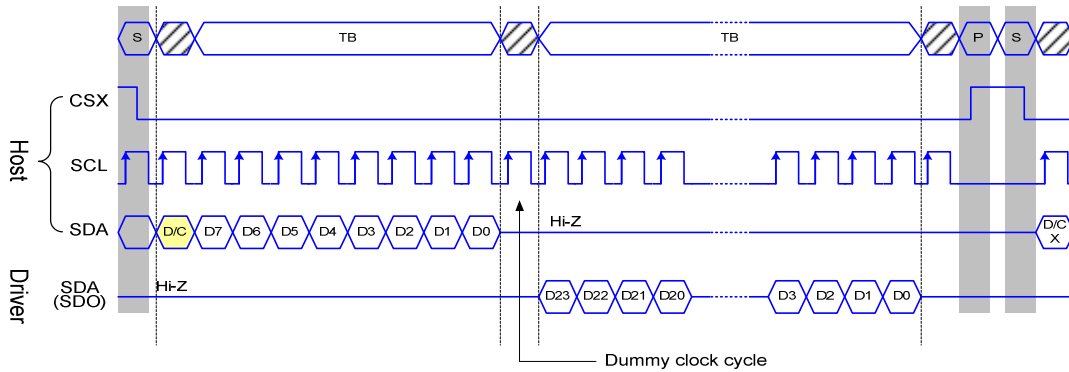 S TB TB P S
CSX
SCL
SDA D/C D7 D6 D5 D4 D3 D2 D1 D0 Hi-Z D/C
X
Host
SDA
(SDO) Hi-Z D23 D22 D21 D20 D3 D2 D1 D0
Driver
Dummy clock cycle